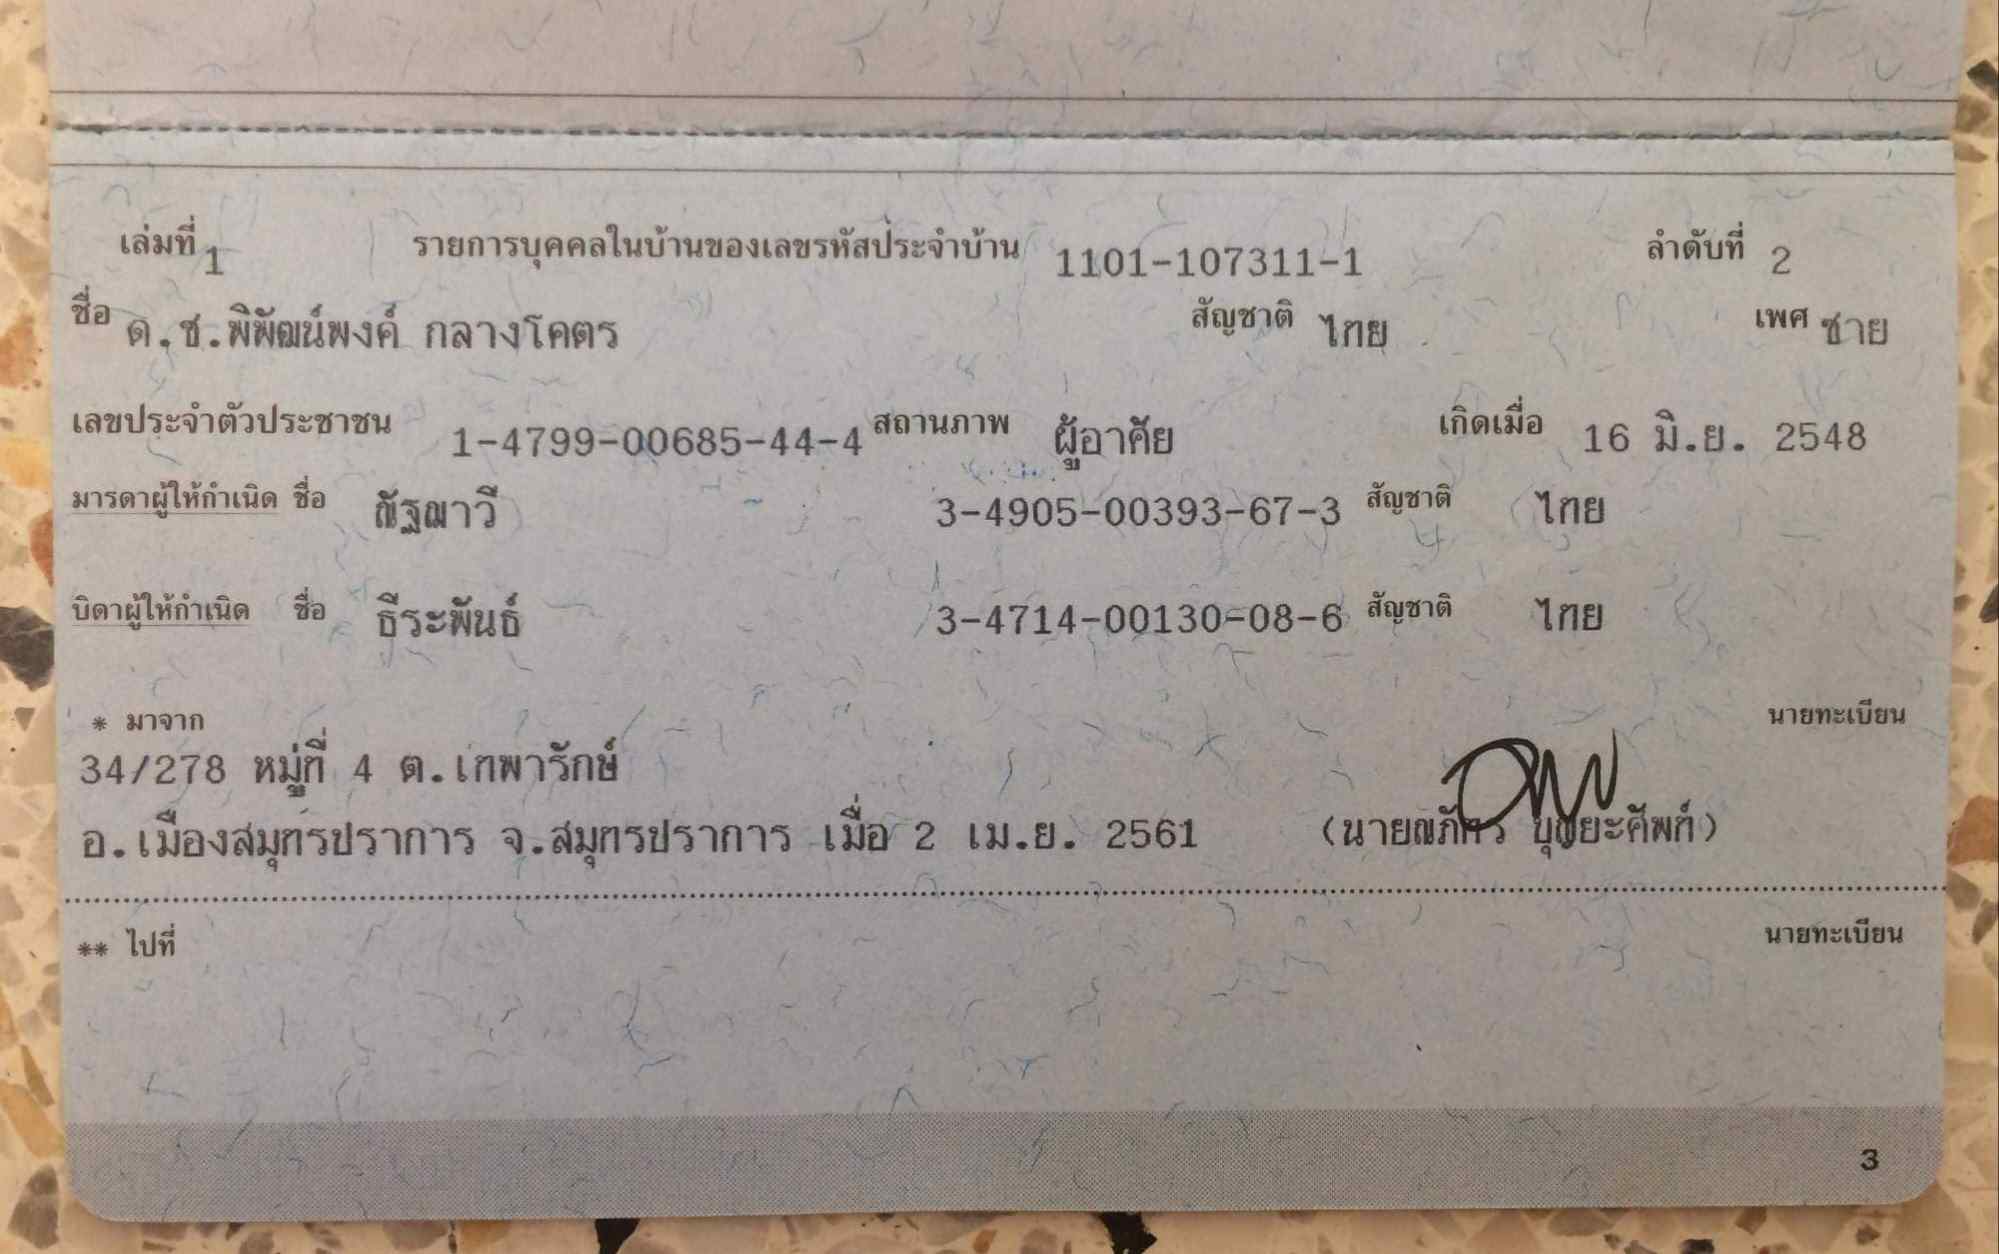 เล่มที่ 1 รายการบุคคลในบ้านของเลขรหัสประจำบ้าน 1101-107311-1 ลำดับที่ 2
ชื่อ ด.ช.พิพัฒน์พงค์ กลางโคตร สัญชาติ ไทย เพศ ชาย
เลขประจำตัวประชาชน 1-4799-00685-44-4 สถานภาพ ผู้อาศัย เกิดเมื่อ 16 มิ.ย. 2548
มารดาผู้ให้กำเนิด ชื่อ ณัฐฌาวี 3-4905-00393-67-3 สัญชาติ ไทย
บิดาผู้ให้กำเนิด ชื่อ ธีระพันธ์ 3-4714-00130-08-6 สัญชาติ ไทย
* มาจาก นายทะเบียน
34/278 หมู่ที่ 4 ต.เทพารักษ์
อ.เมืองสมุทรปราการ จ.สมุทรปราการ เมื่อ 2 เม.ย. 2561 (นายณภัทร บุญยะศัพท์)
** ไปที่ นายทะเบียน
3